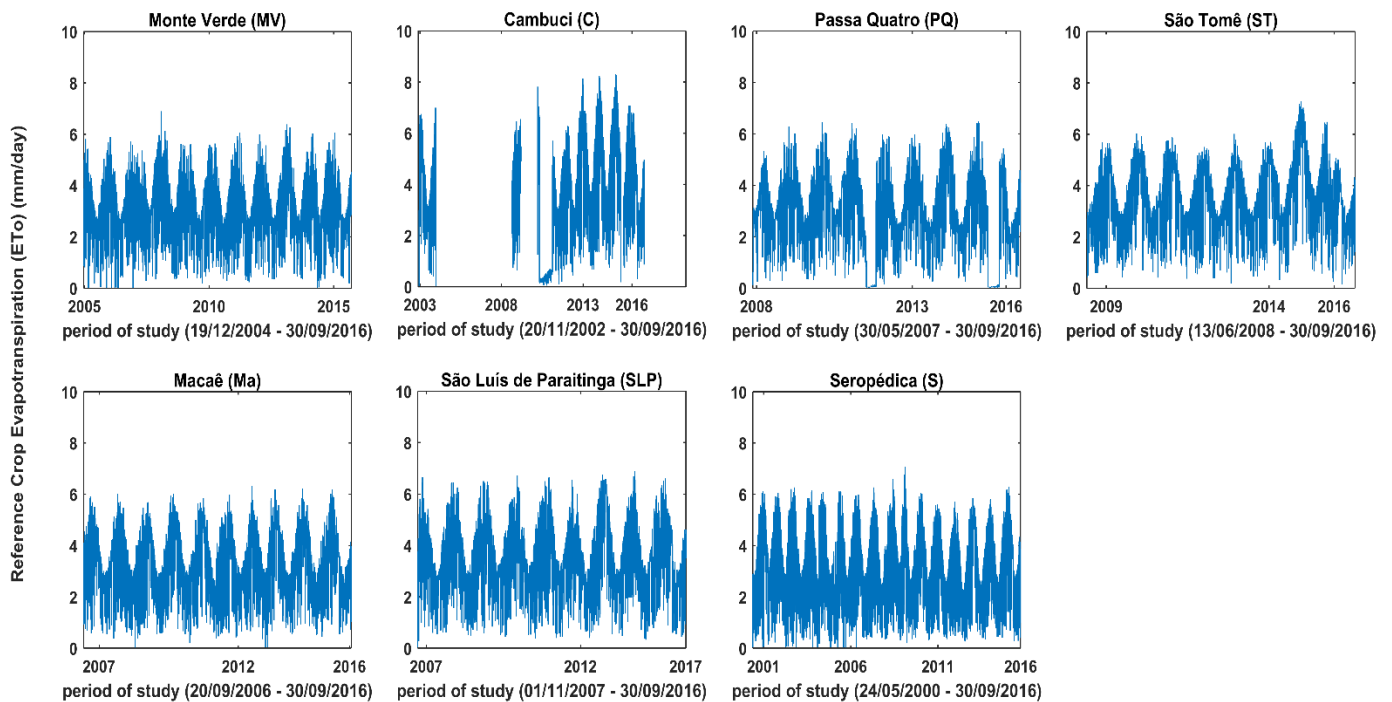 Reference Crop Evapotranspiration (ETo) (mm/day)
Monte Verde (MV)
10
8
6
4
2
0
2005 2010 2015
period of study (19/12/2004 - 30/09/2016)
Cambuci (C)
10
8
6
4
2
0
2003 2008 2013 2016
period of study (20/11/2002 - 30/09/2016)
Passa Quatro (PQ)
10
8
6
4
2
0
2008 2013 2016
period of study (30/05/2007 - 30/09/2016)
São Tomê (ST)
10
8
6
4
2
0
2009 2014 2016
period of study (13/06/2008 - 30/09/2016)
Macaê (Ma)
10
8
6
4
2
0
2007 2012 2016
period of study (20/09/2006 - 30/09/2016)
São Luís de Paraitinga (SLP)
10
8
6
4
2
0
2007 2012 2017
period of study (01/11/2007 - 30/09/2016)
Seropédica (S)
10
8
6
4
2
0
2001 2006 2011 2016
period of study (24/05/2000 - 30/09/2016)